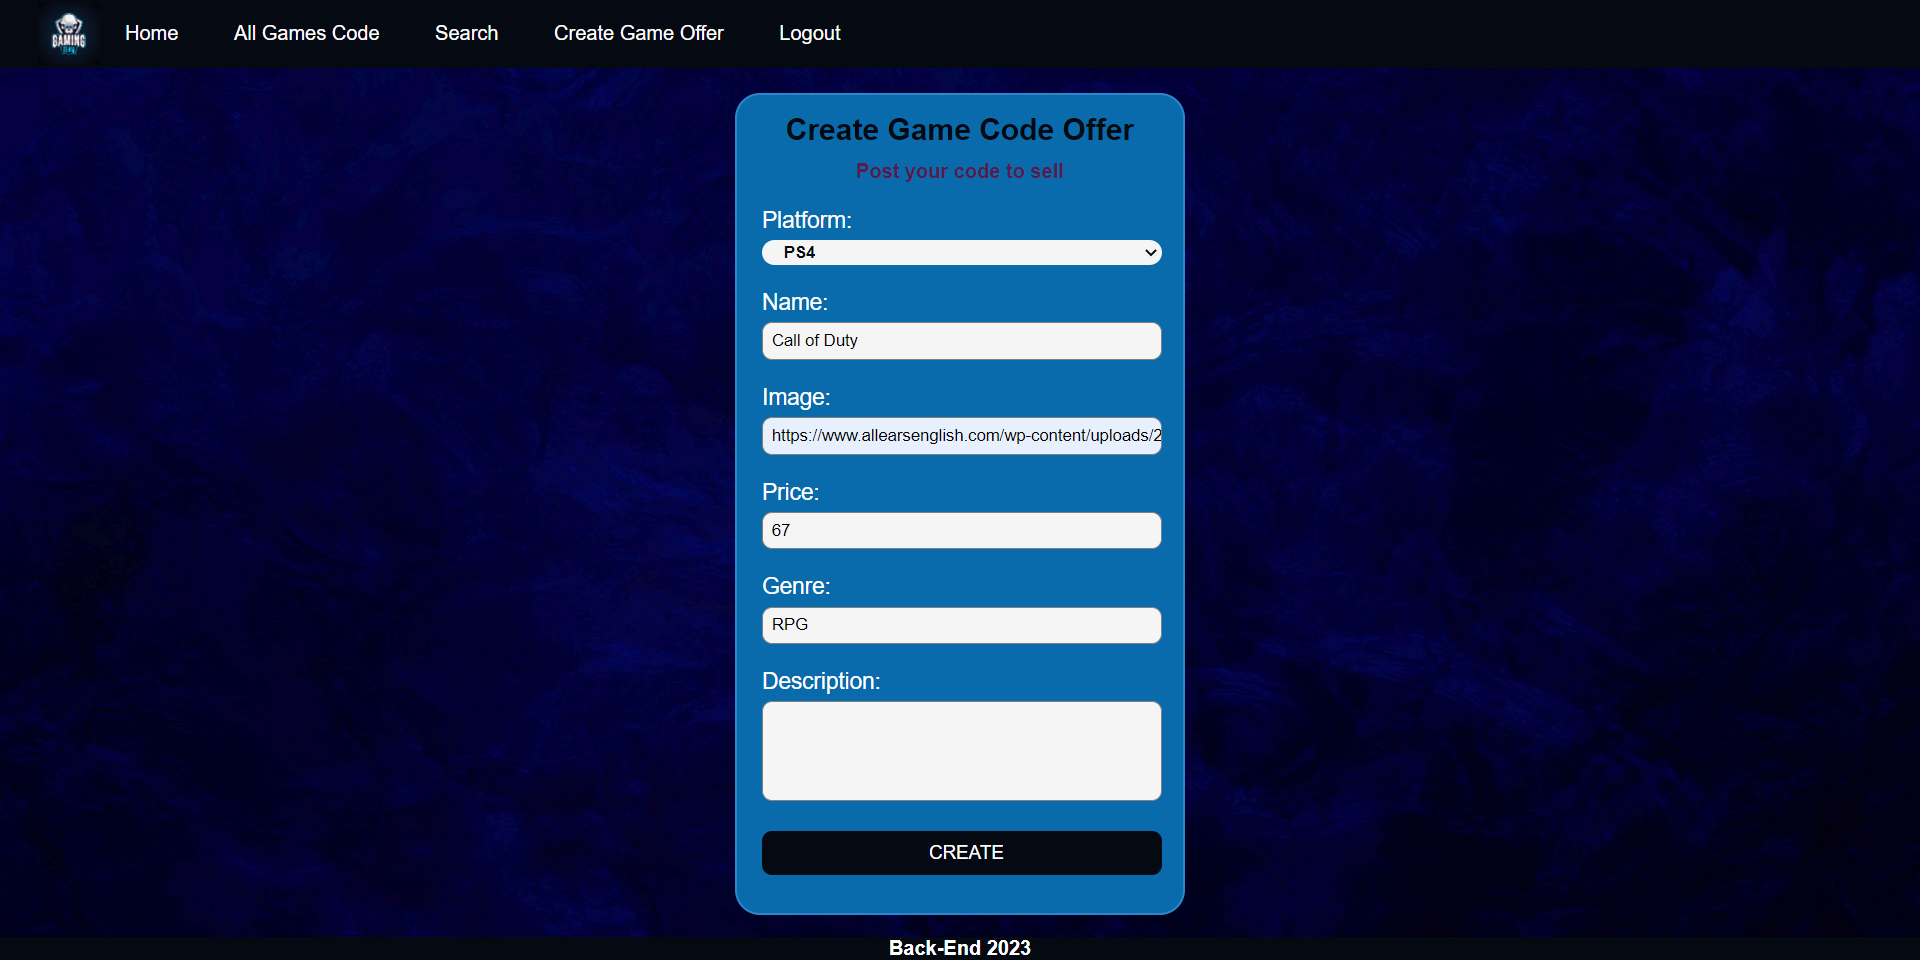 GAMING
Home
All Games Code
Search
Create Game Offer
Logout
Create Game Code Offer
Post your code to sell
Platform:
PS4
Name:
Call of Duty
Image:
https://www.allearsenglish.com/wp-content/uploads/2
Price:
67
Genre:
RPG
Description:
CREATE
Back-End 2023